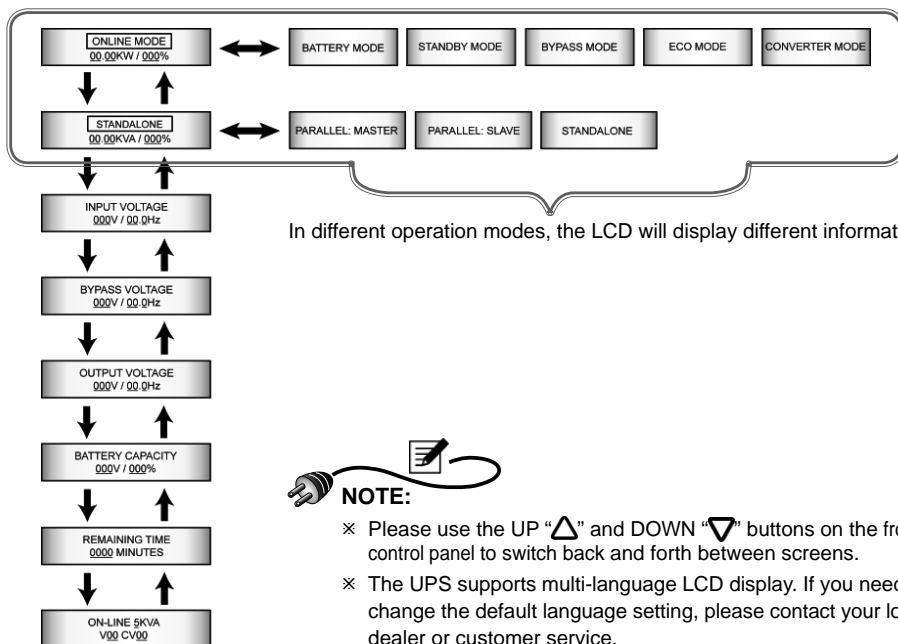 ONLINE MODE
00.00KW / 000%
BATTERY MODE
STANDBY MODE
BYPASS MODE
ECO MODE
CONVERTER MODE
STANDALONE
00.00KVA / 000%
PARALLEL: MASTER
PARALLEL: SLAVE
STANDALONE
INPUT VOLTAGE
000V / 00.0Hz
In different operation modes, the LCD will display different
BYPASS VOLTAGE
000V / 00.0Hz
OUTPUT VOLTAGE
000V / 00.0Hz
BATTERY CAPACITY
000V / 000%
REMAINING TIME
0000 MINUTES
ON-LINE 5KVA
V00 CV00
NOTE:
※ Please use the UP “△” and DOWN “▽” buttons on the
control panel to switch back and forth between screens.
※ The UPS supports multi-language LCD display. If you need
change the default language setting, please contact your
dealer or customer service.